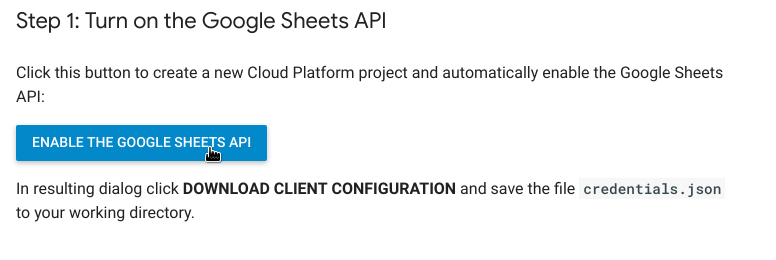 Step 1: Turn on the Google Sheets API
Click this button to create a new Cloud Platform project and automatically enable the Google Sheets
API:
ENABLE THE GOOGLE SHEETS API
In resulting dialog click DOWNLOAD CLIENT CONFIGURATION and save the file credentials.json
to your working directory.